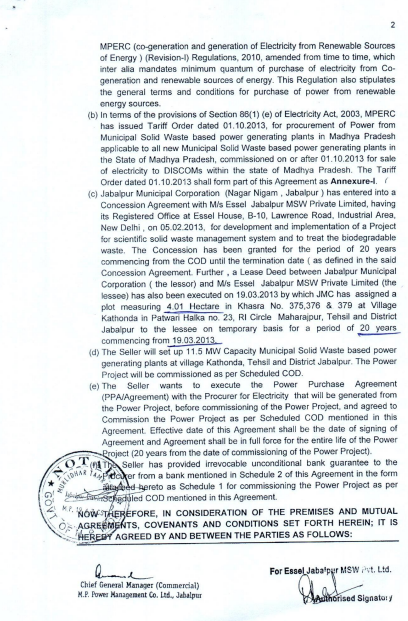 2
MPERC (co-generation and generation of Electricity from Renewable Sources
of Energy ) (Revision-I) Regulations, 2010, amended from time to time, which
inter alia mandates minimum quantum of purchase of electricity from Co-
generation and renewable sources of energy. This Regulation also stipulates
the general terms and conditions for purchase of power from renewable
energy sources.
(b) In terms of the provisions of Section 86(1) (e) of Electricity Act, 2003, MPERC
has issued Tariff Order dated 01.10.2013, for procurement of Power from
Municipal Solid Waste based power generating plants in Madhya Pradesh
applicable to all new Municipal Solid Waste based power generating plants in
the State of Madhya Pradesh, commissioned on or after 01.10.2013 for sale
of electricity to DISCOMs within the state of Madhya Pradesh. The Tariff
Order dated 01.10.2013 shall form part of this Agreement as Annexure-I.
(c) Jabalpur Municipal Corporation (Nagar Nigam , Jabalpur ) has entered into a
Concession Agreement with M/s Essel Jabalpur MSW Private Limited, having
its Registered Office at Essel House, B-10, Lawrence Road, Industrial Area,
New Delhi , on 05.02.2013, for development and implementation of a Project
for scientific solid waste management system and to treat the biodegradable
waste. The Concession has been granted for the period of 20 years
commencing from the COD until the termination date ( as defined in the said
Concession Agreement. Further , a Lease Deed between Jabalpur Municipal
Corporation ( the lessor) and M/s Essel Jabalpur MSW Private Limited (the
lessee) has also been executed on 19.03.2013 by which JMC has assigned a
plot measuring 4.01 Hectare in Khasra No. 375,376 & 379 at Village
Kathonda in Patwari Halka no. 23, RI Circle Maharajpur, Tehsil and District
Jabalpur to the lessee on temporary basis for a period of 20 years
commencing from 19.03.2013.
(d) The Seller will set up 11.5 MW Capacity Municipal Solid Waste based power
generating plants at village Kathonda, Tehsil and District Jabalpur. The Power
Project will be commissioned as per Scheduled COD.
(e) The Seller wants to execute the Power Purchase Agreement
(PPA/Agreement) with the Procurer for Electricity that will be generated from
the Power Project, before commissioning of the Power Project, and agreed to
Commission the Power Project as per Scheduled COD mentioned in this
Agreement. Effective date of this Agreement shall be the date of signing of
Agreement and Agreement shall be in full force for the entire life of the Power
Project (20 years from the date of commissioning of the Power Project).
(f) The Seller has provided irrevocable unconditional bank guarantee to the
Procurer from a bank mentioned in Schedule 2 of this Agreement in the form
attached hereto as Schedule 1 for commissioning the Power Project as per
Scheduled COD mentioned in this Agreement.
NOW THEREFORE, IN CONSIDERATION OF THE PREMISES AND MUTUAL
AGREEMENTS, COVENANTS AND CONDITIONS SET FORTH HEREIN; IT IS
HEREBY AGREED BY AND BETWEEN THE PARTIES AS FOLLOWS:
NOTARY
GOVT OF
Chief General Manager (Commercial)
M.P. Power Management Co. Ltd., Jabalpur
For Essel Jabalpur MSW Pvt. Ltd.
Authorised Signatory